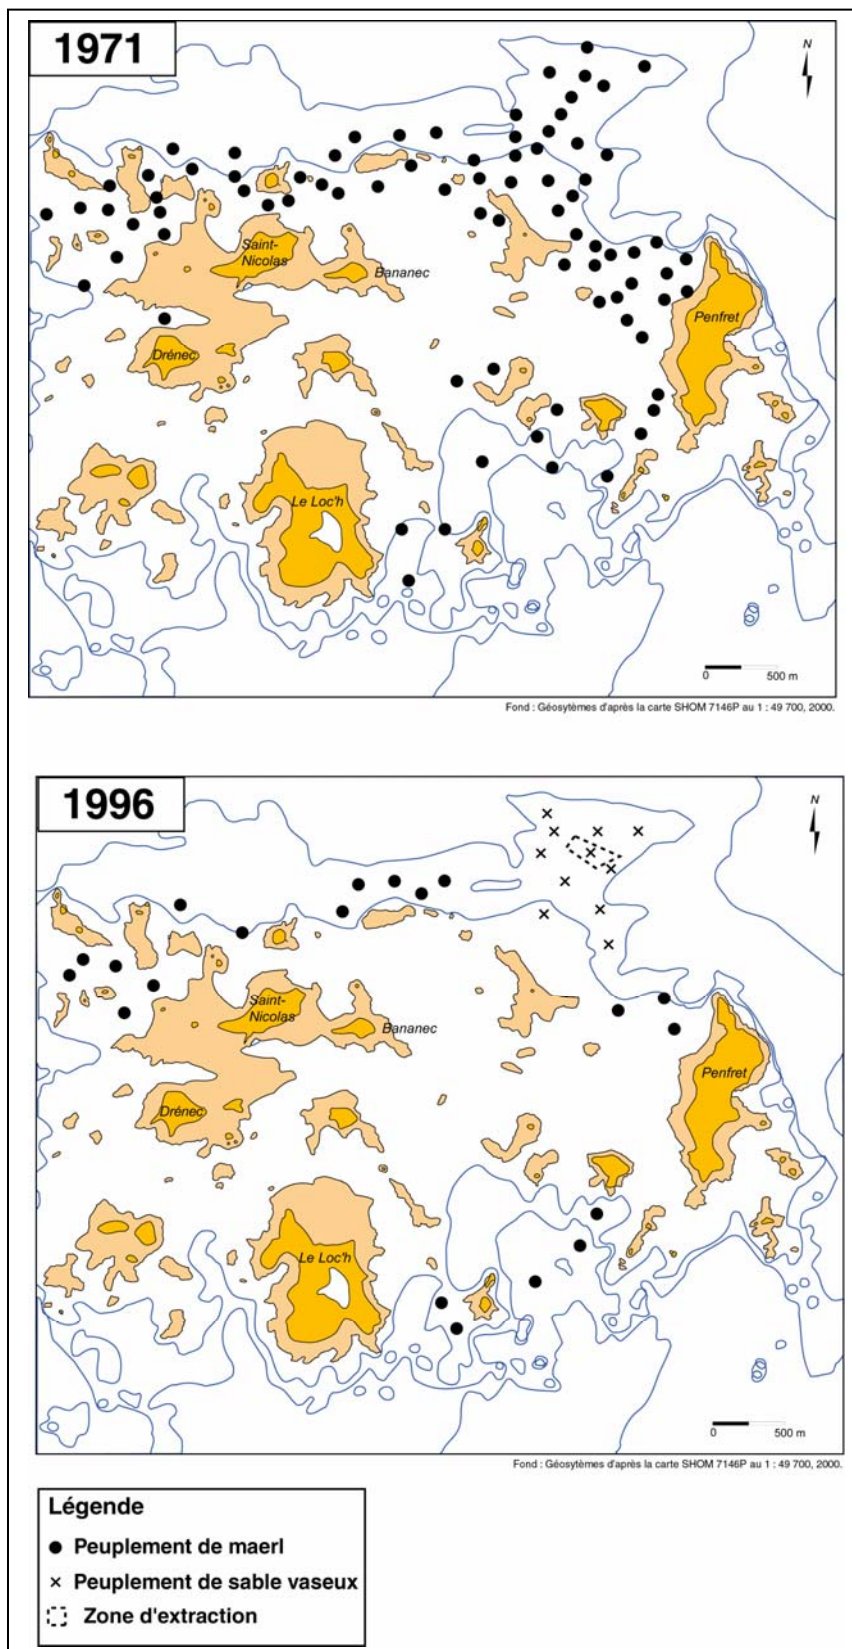 1971
N
Saint-
Nicolas
Bananec
Penfret
Drénec
Le Loc'h
0 500 m
Fond : Géosytèmes d'après la carte SHOM 7146P au 1 : 49 700, 2000.
1996
N
Saint-
Nicolas
Bananec
Penfret
Drénec
Le Loc'h
0 500 m
Fond : Géosytèmes d'après la carte SHOM 7146P au 1 : 49 700, 2000.
Légende
Peuplement de maerl
Peuplement de sable vaseux
Zone d'extraction